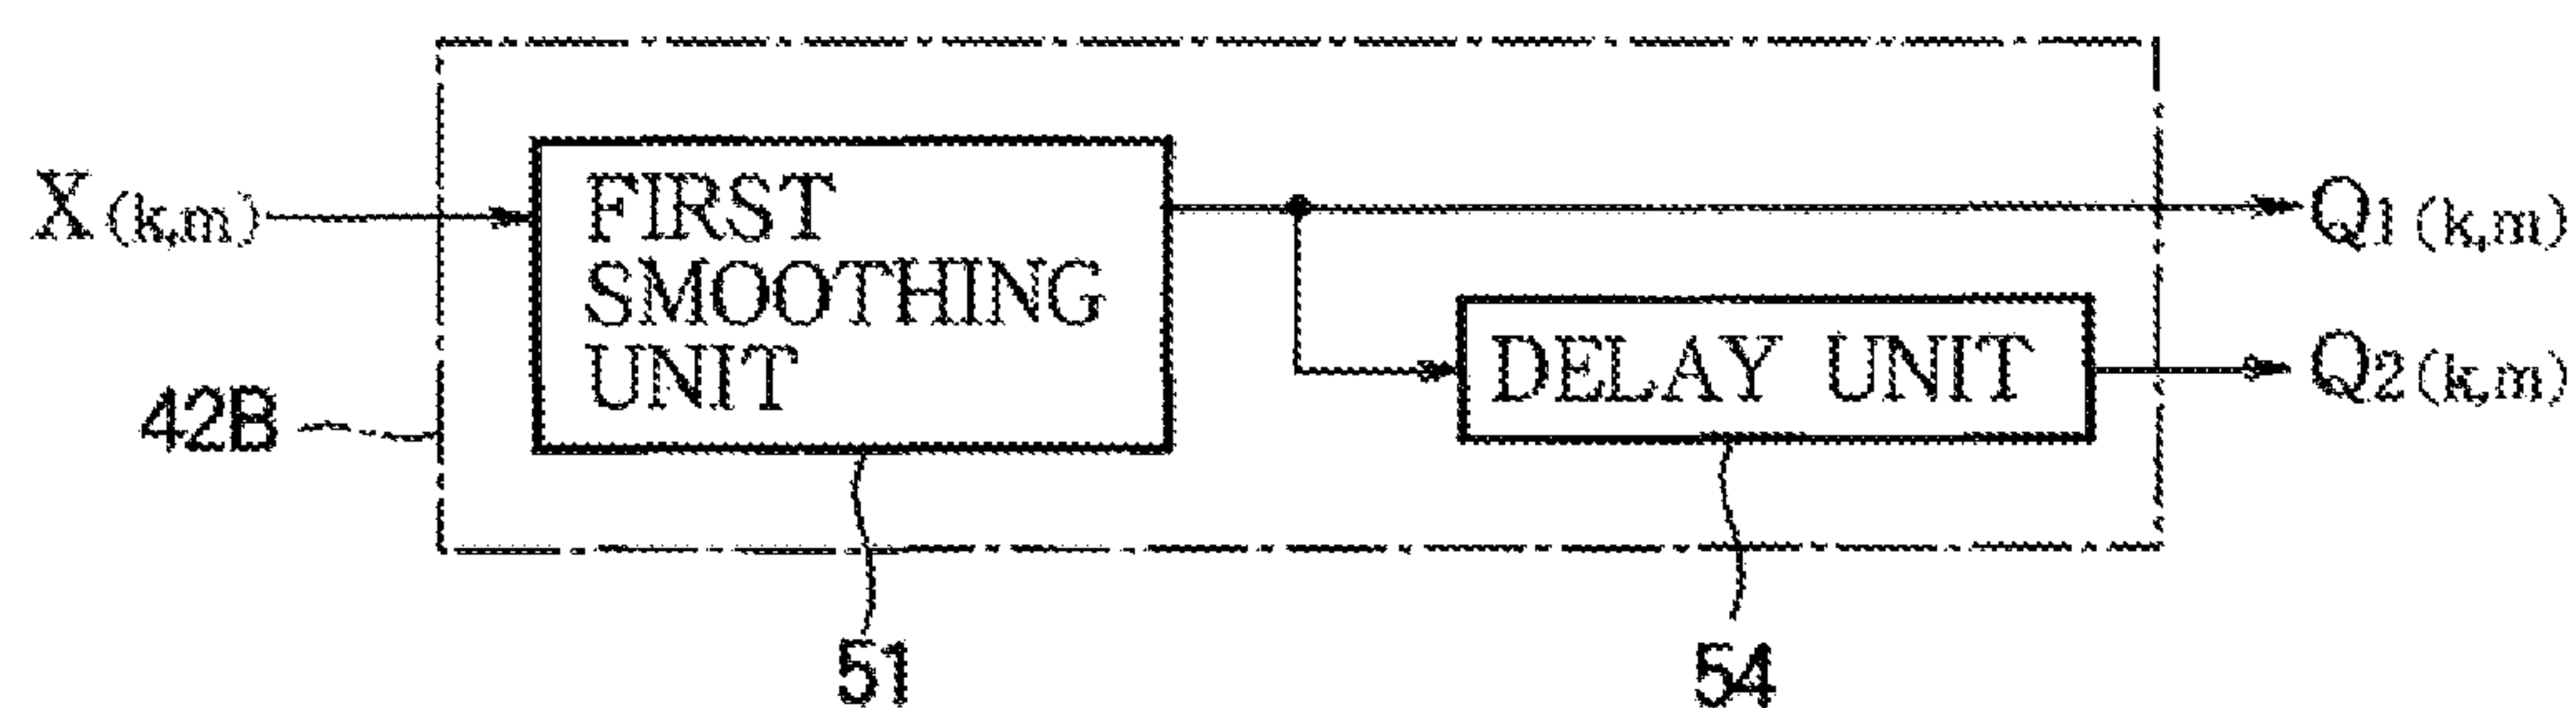 X(k,m)
FIRST
SMOOTHING
UNIT
Q1(k,m)
DELAY UNIT
Q2(k,m)
42B
51
54